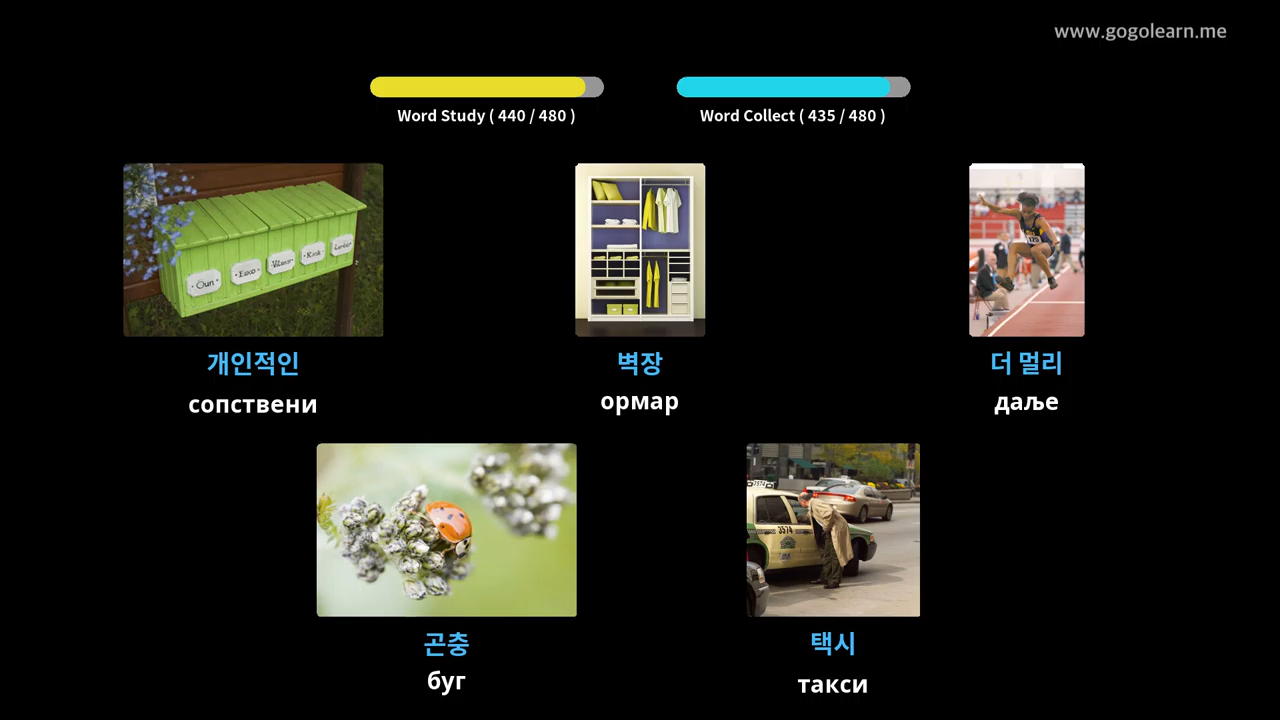 www.gogolearn.me
Word Study ( 440 / 480 )
Word Collect ( 435 / 480 )
개인적인
сопствени
벽장
ормар
더 멀리
даље
곤충
буг
택시
такси
3574